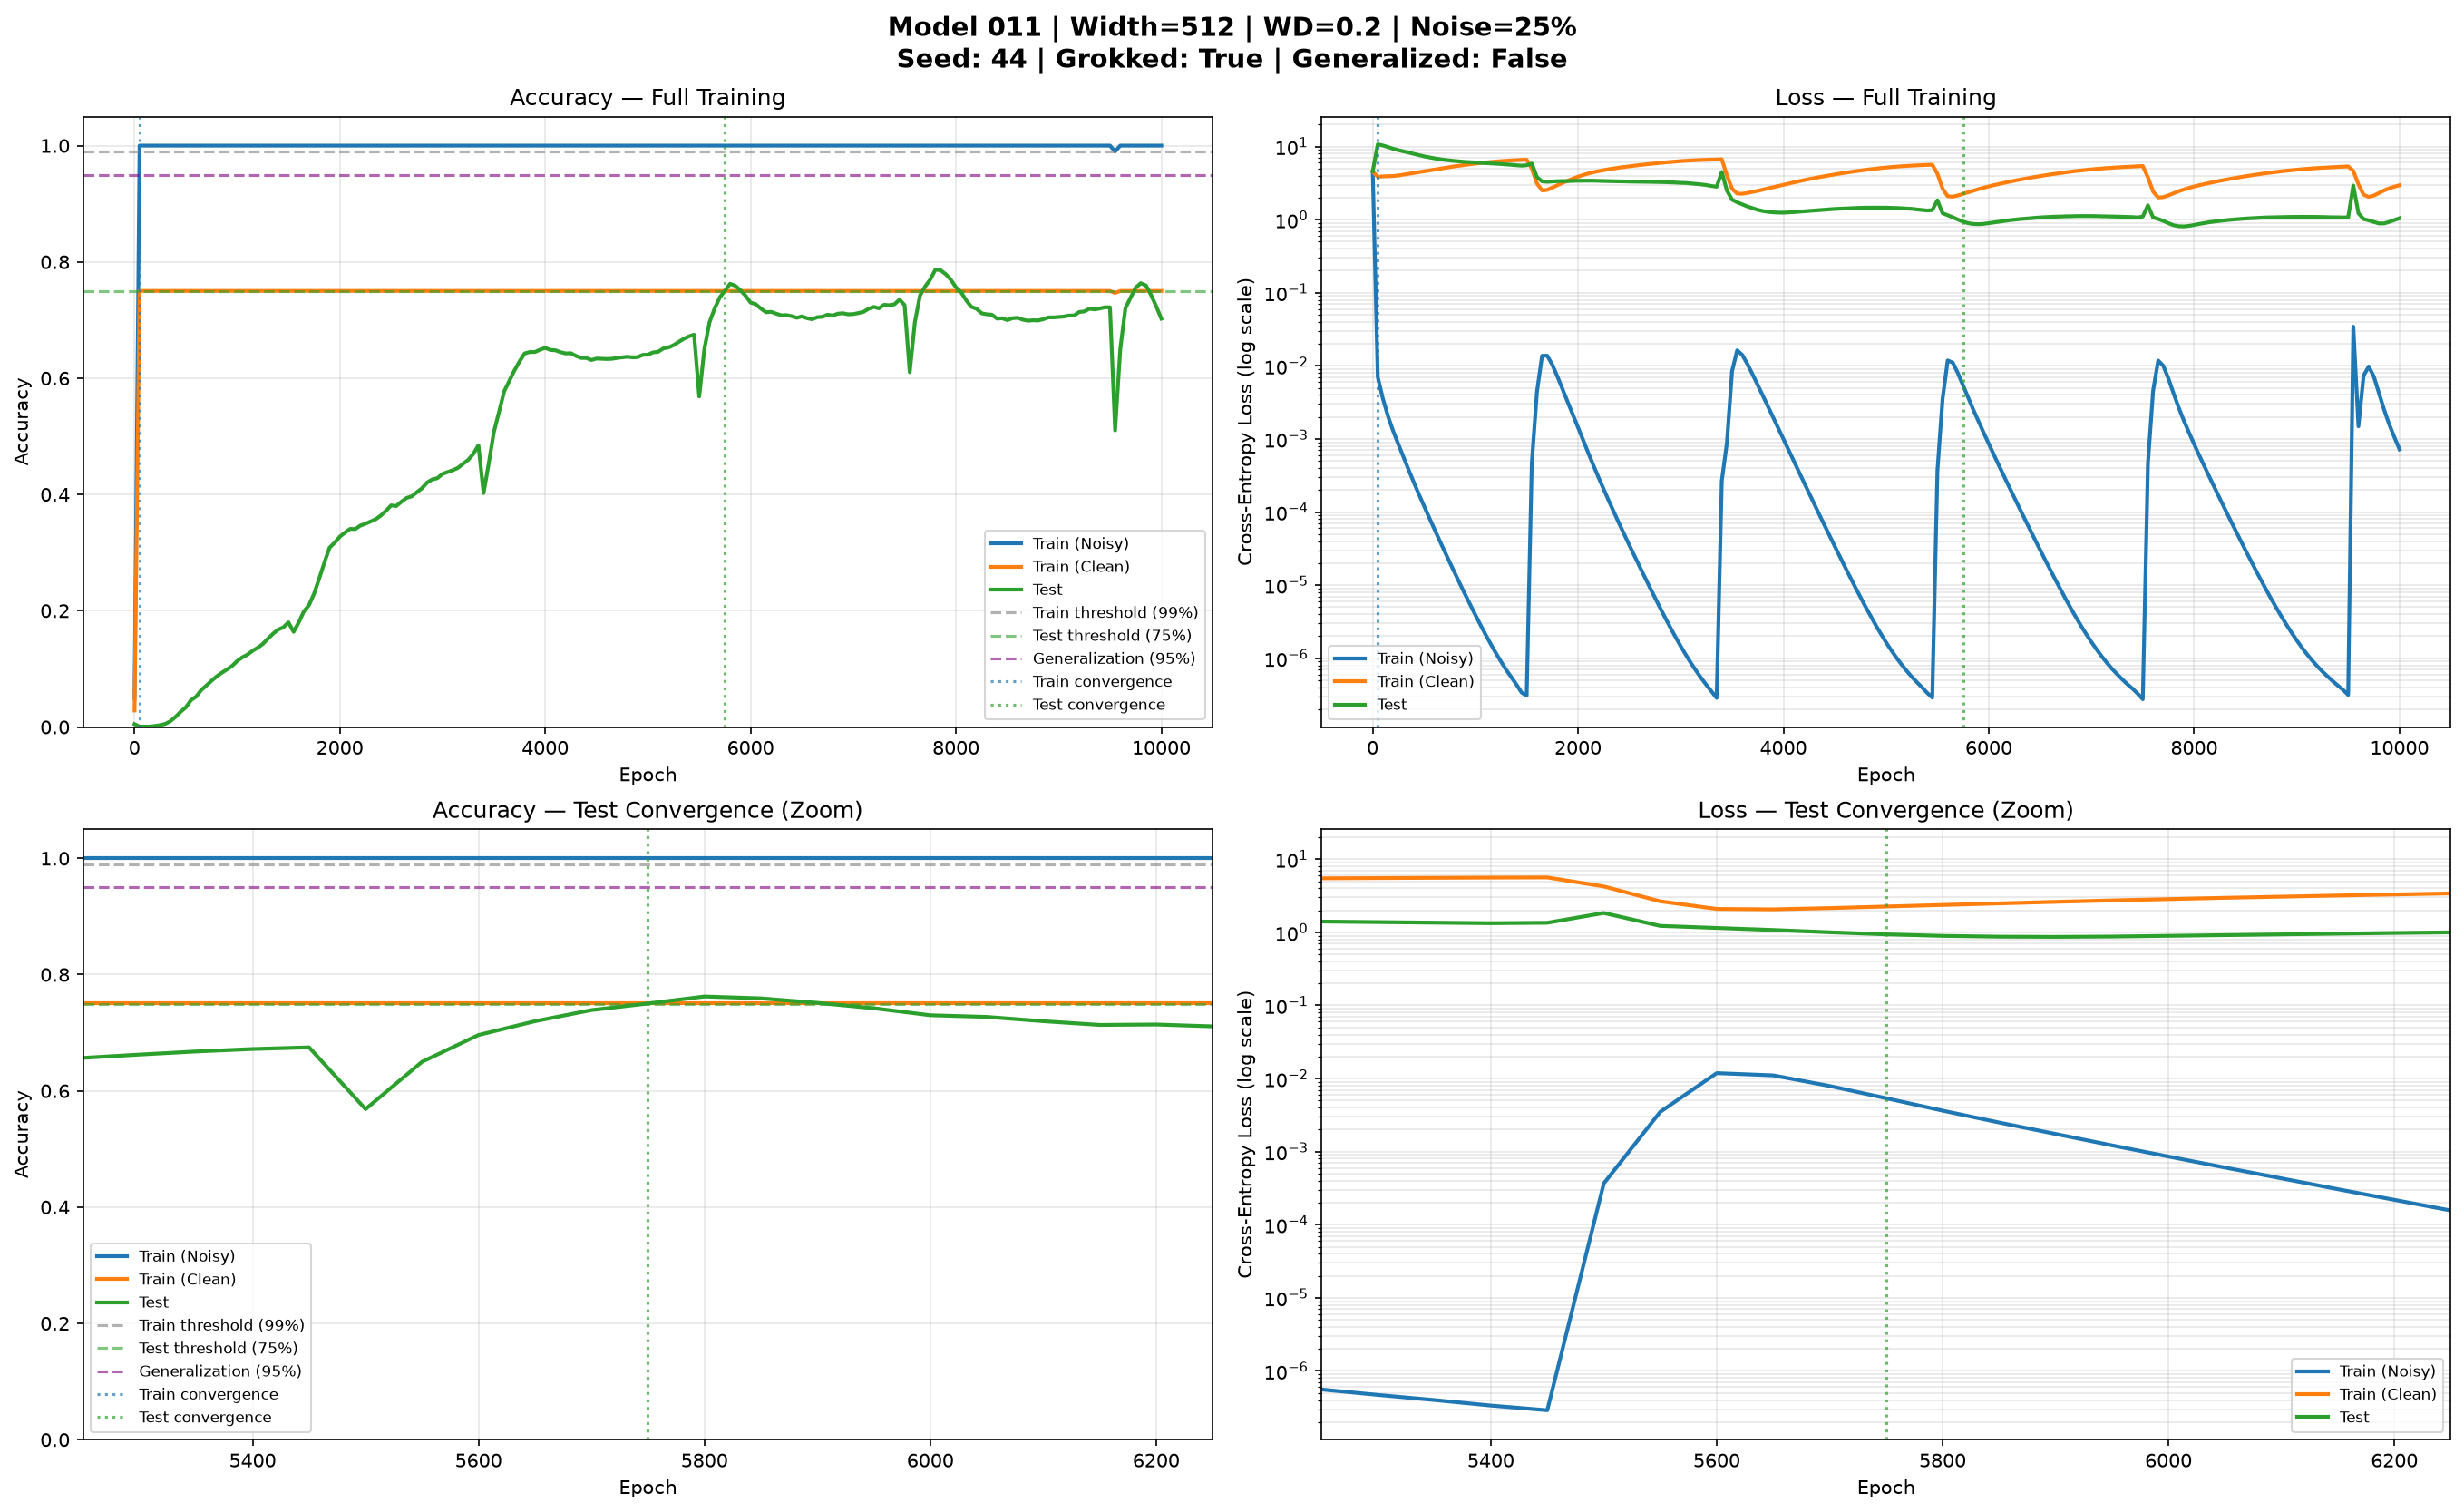 Model 011 | Width=512 | WD=0.2 | Noise=25%
Seed: 44 | Grokked: True | Generalized: False
Accuracy — Full Training
1.0
0.8
0.6
0.4
0.2
0.0
Accuracy
0 2000 4000 6000 8000 10000
Epoch
Train (Noisy)
Train (Clean)
Test
Train threshold (99%)
Test threshold (75%)
Generalization (95%)
Train convergence
Test convergence
Loss — Full Training
10^1
10^0
10^-1
10^-2
10^-3
10^-4
10^-5
10^-6
Cross-Entropy Loss (log scale)
0 2000 4000 6000 8000 10000
Epoch
Train (Noisy)
Train (Clean)
Test
Accuracy — Test Convergence (Zoom)
1.0
0.8
0.6
0.4
0.2
0.0
Accuracy
5400 5600 5800 6000 6200
Epoch
Train (Noisy)
Train (Clean)
Test
Train threshold (99%)
Test threshold (75%)
Generalization (95%)
Train convergence
Test convergence
Loss — Test Convergence (Zoom)
10^1
10^0
10^-1
10^-2
10^-3
10^-4
10^-5
10^-6
Cross-Entropy Loss (log scale)
5400 5600 5800 6000 6200
Epoch
Train (Noisy)
Train (Clean)
Test